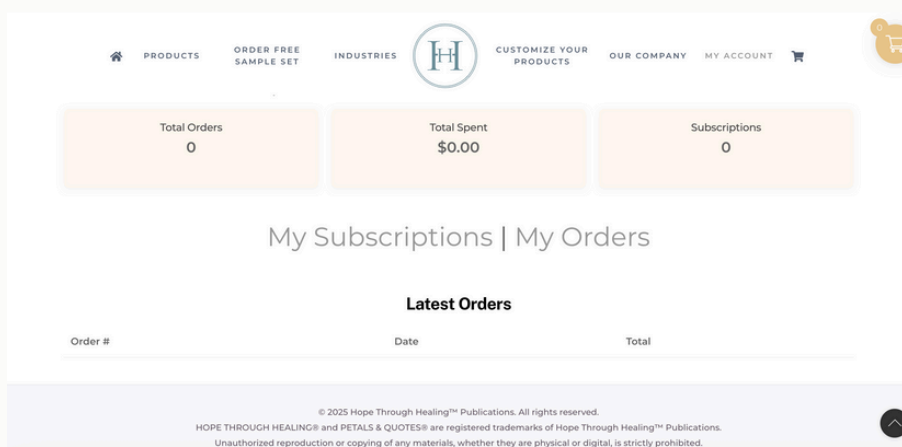 0
PRODUCTS
ORDER FREE
SAMPLE SET
INDUSTRIES
HH
CUSTOMIZE YOUR
PRODUCTS
OUR COMPANY
MY ACCOUNT
Total Orders
0
Total Spent
$0.00
Subscriptions
0
My Subscriptions | My Orders
Latest Orders
Order # Date Total
© 2025 Hope Through Healing™ Publications. All rights reserved.
HOPE THROUGH HEALING® and PETALS & QUOTES® are registered trademarks of Hope Through Healing™ Publications.
Unauthorized reproduction or copying of any materials, whether they are physical or digital, is strictly prohibited.